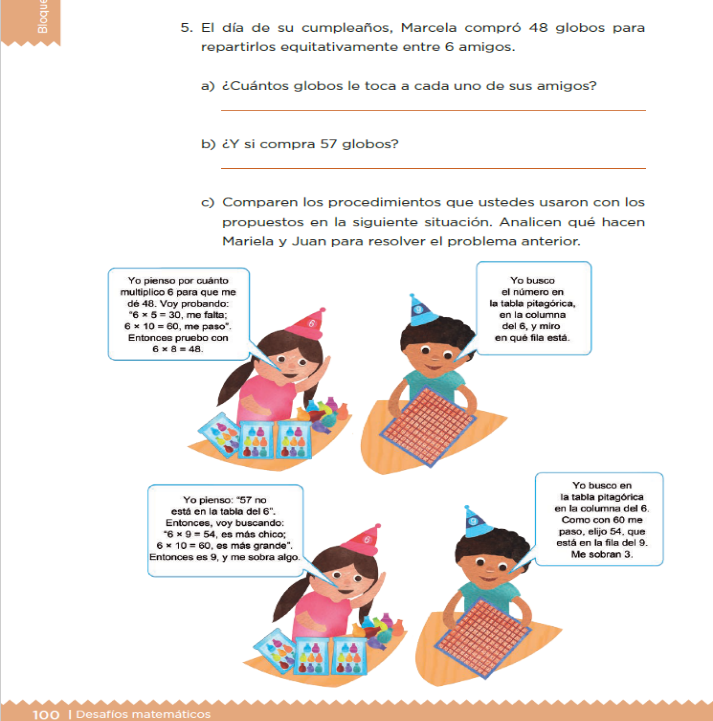 Bloque
5. El día de su cumpleaños, Marcela compró 48 globos para
repartirlos equitativamente entre 6 amigos.
a) ¿Cuántos globos le toca a cada uno de sus amigos?
b) ¿Y si compra 57 globos?
c) Comparen los procedimientos que ustedes usaron con los
propuestos en la siguiente situación. Analicen qué hacen
Mariela y Juan para resolver el problema anterior.
Yo pienso por cuánto
multiplico 6 para que me
dé 48. Voy probando:
"6 × 5 = 30, me falta;
6 × 10 = 60, me paso".
Entonces pruebo con
6 × 8 = 48.
Yo busco
el número en
la tabla pitagórica,
en la columna
del 6, y miro
en qué fila está.
6
6
Yo pienso: "57 no
está en la tabla del 6".
Entonces, voy buscando:
"6 × 9 = 54, es más chico;
6 × 10 = 60, es más grande".
Entonces es 9, y me sobra algo.
Yo busco en
la tabla pitagórica
en la columna del 6.
Como con 60 me
paso, elijo 54, que
está en la fila del 9.
Me sobran 3.
6
6
100 | Desafíos matemáticos